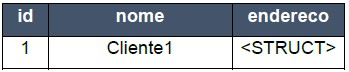 id nome endereco
1 Cliente1 <STRUCT>